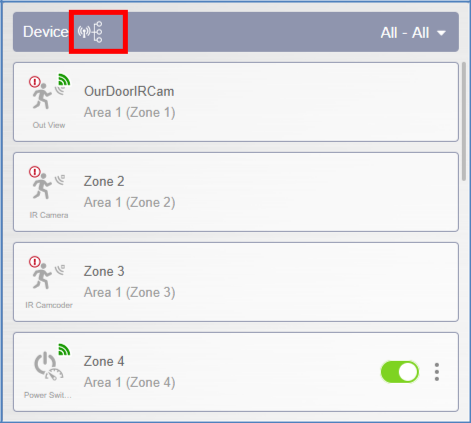 Device
All - All
OurDoorIRCam
Area 1 (Zone 1)
Out View
Zone 2
Area 1 (Zone 2)
IR Camera
Zone 3
Area 1 (Zone 3)
IR Camcoder
Zone 4
Area 1 (Zone 4)
Power Swit...